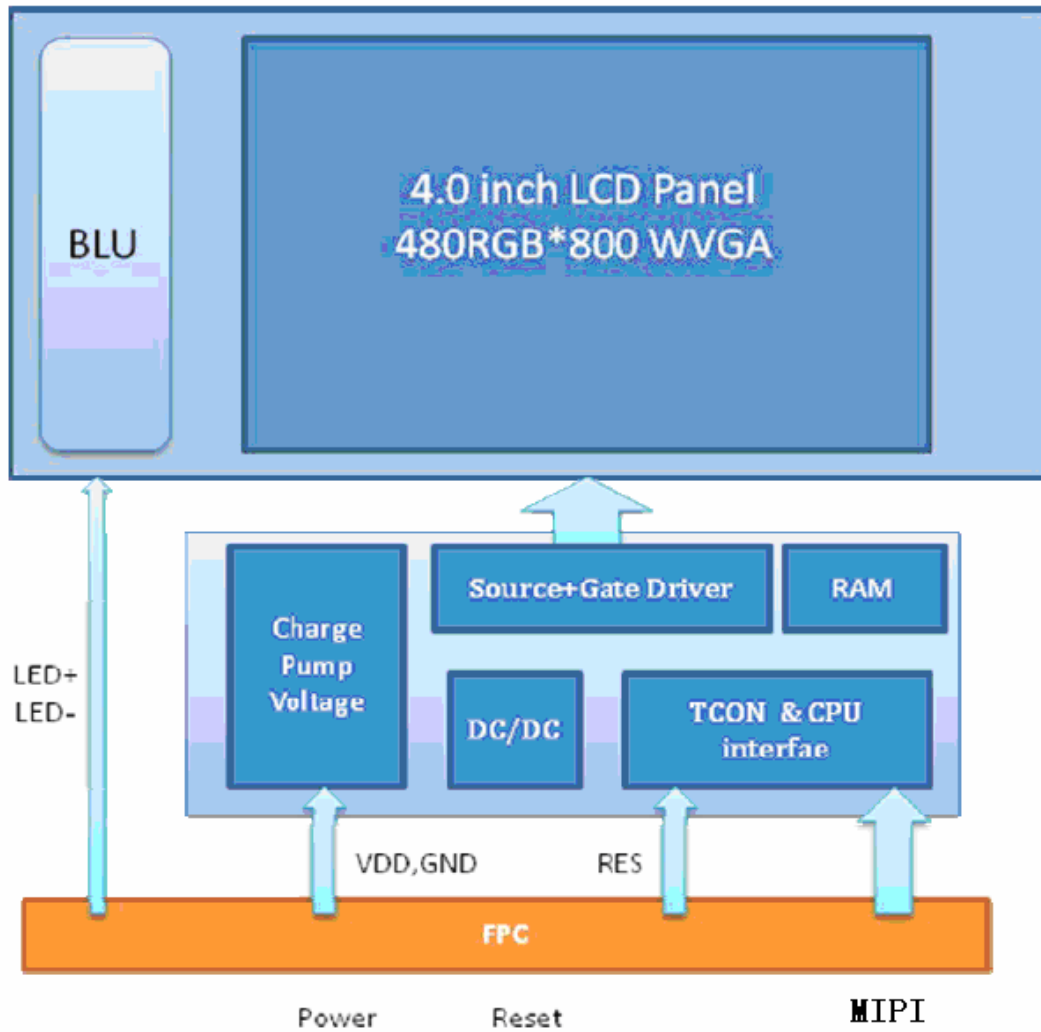 BLU
4.0 inch LCD Panel
480RGB*800 WVGA
Charge
Pump
Voltage
Source+Gate Driver
RAM
DC/DC
TCON & CPU
interfae
LED+
LED-
VDD,GND
RES
FPC
Power
Reset
MIPI